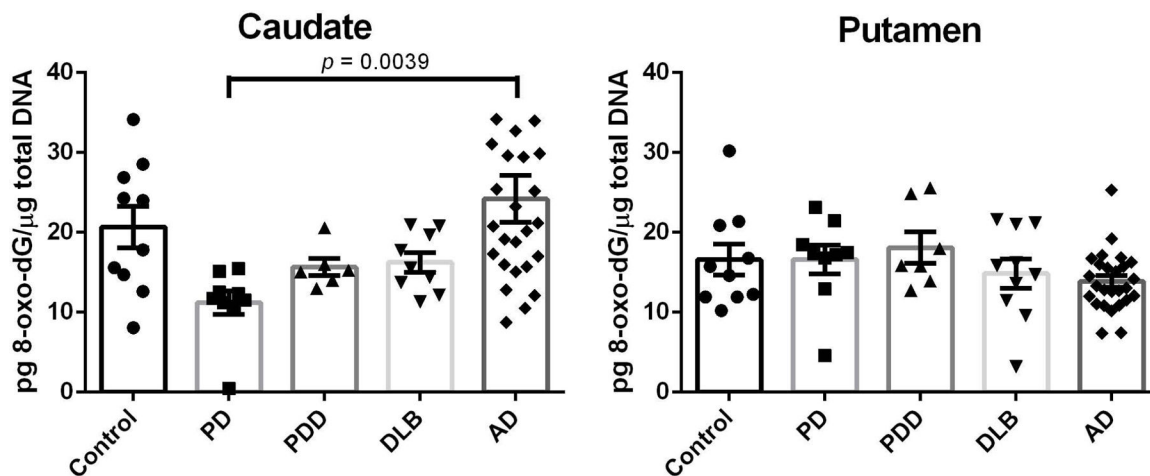 Caudate
p = 0.0039
pg 8-oxo-dG/μg total DNA
40
30
20
10
0
Control
PD
PDD
DLB
AD
Putamen
pg 8-oxo-dG/μg total DNA
40
30
20
10
0
Control
PD
PDD
DLB
AD